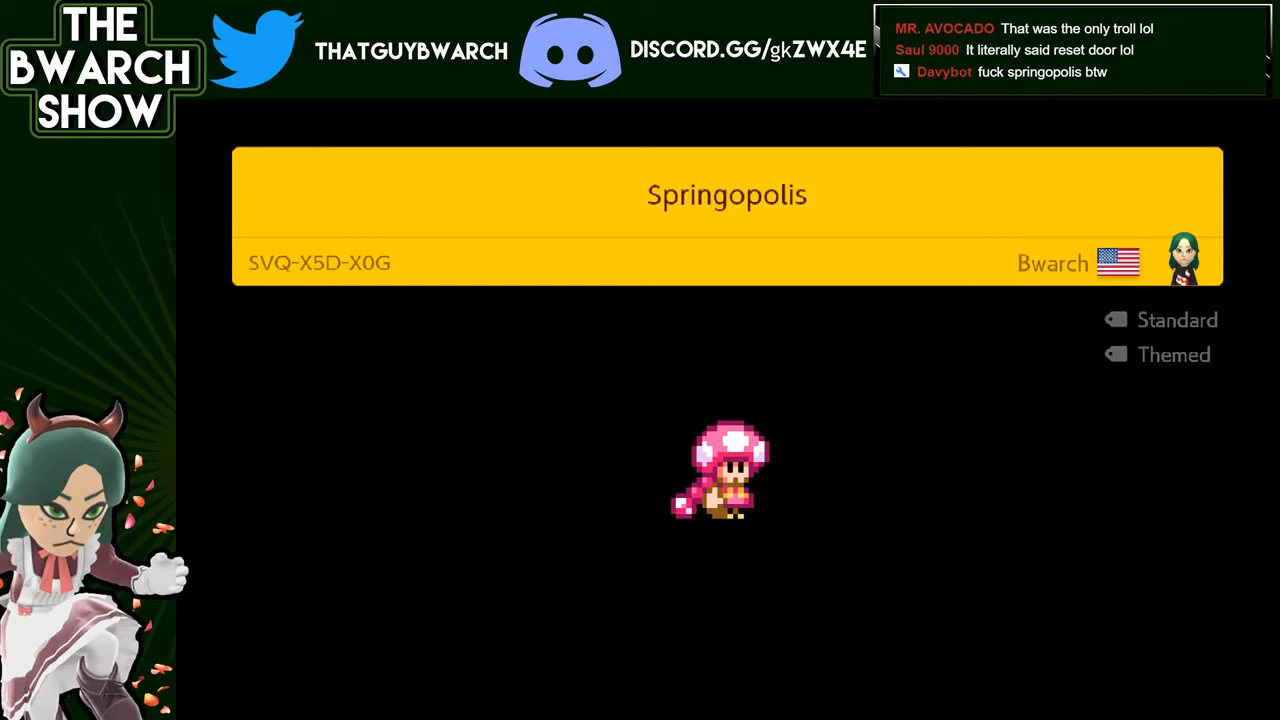 THE
BWARCH
SHOW
THATGUYBWARCH
DISCORD.GG/gkZWX4E
MR. AVOCADO That was the only troll lol
Saul 9000 It literally said reset door lol
Davybot fuck springopolis btw
Springopolis
SVQ-X5D-X0G
Bwarch
Standard
Themed